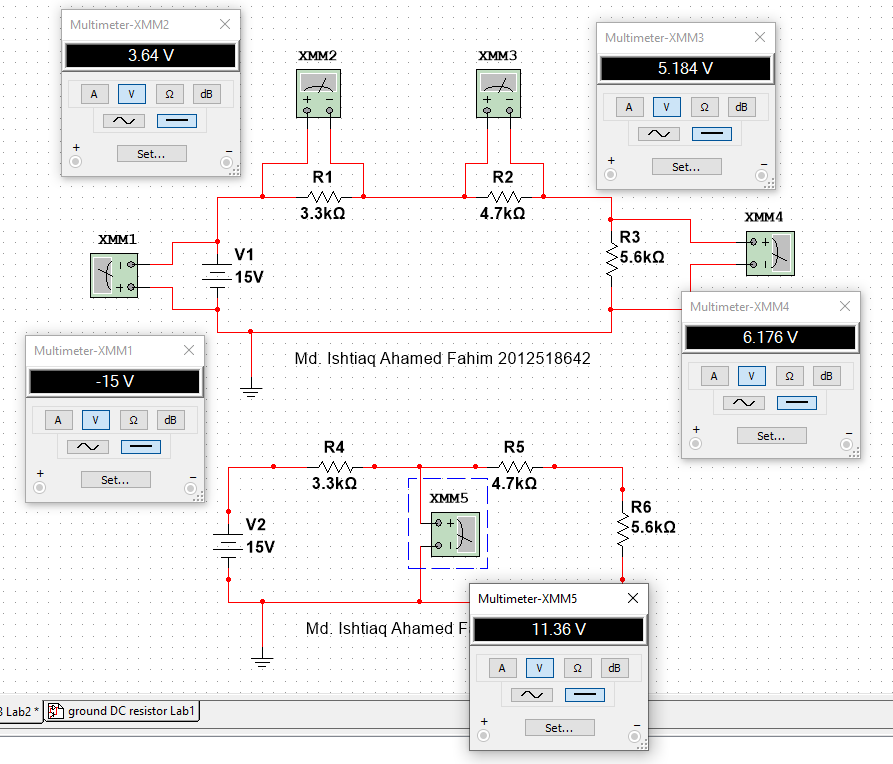 Multimeter-XMM2
3.64 V
A V Ω dB
+ −
Set...
XMM2
+ −
XMM3
+ −
Multimeter-XMM3
5.184 V
A V Ω dB
+ −
Set...
R1
3.3kΩ
R2
4.7kΩ
XMM1
− +
V1
15V
R3
5.6kΩ
XMM4
+ −
Multimeter-XMM4
6.176 V
A V Ω dB
+ −
Set...
Md. Ishtiaq Ahamed Fahim 2012518642
Multimeter-XMM1
-15 V
A V Ω dB
+ −
Set...
R4
3.3kΩ
R5
4.7kΩ
XMM5
+ −
V2
15V
R6
5.6kΩ
Md. Ishtiaq Ahamed F
Multimeter-XMM5
11.36 V
A V Ω dB
+ −
Set...
Lab2 * ground DC resistor Lab1